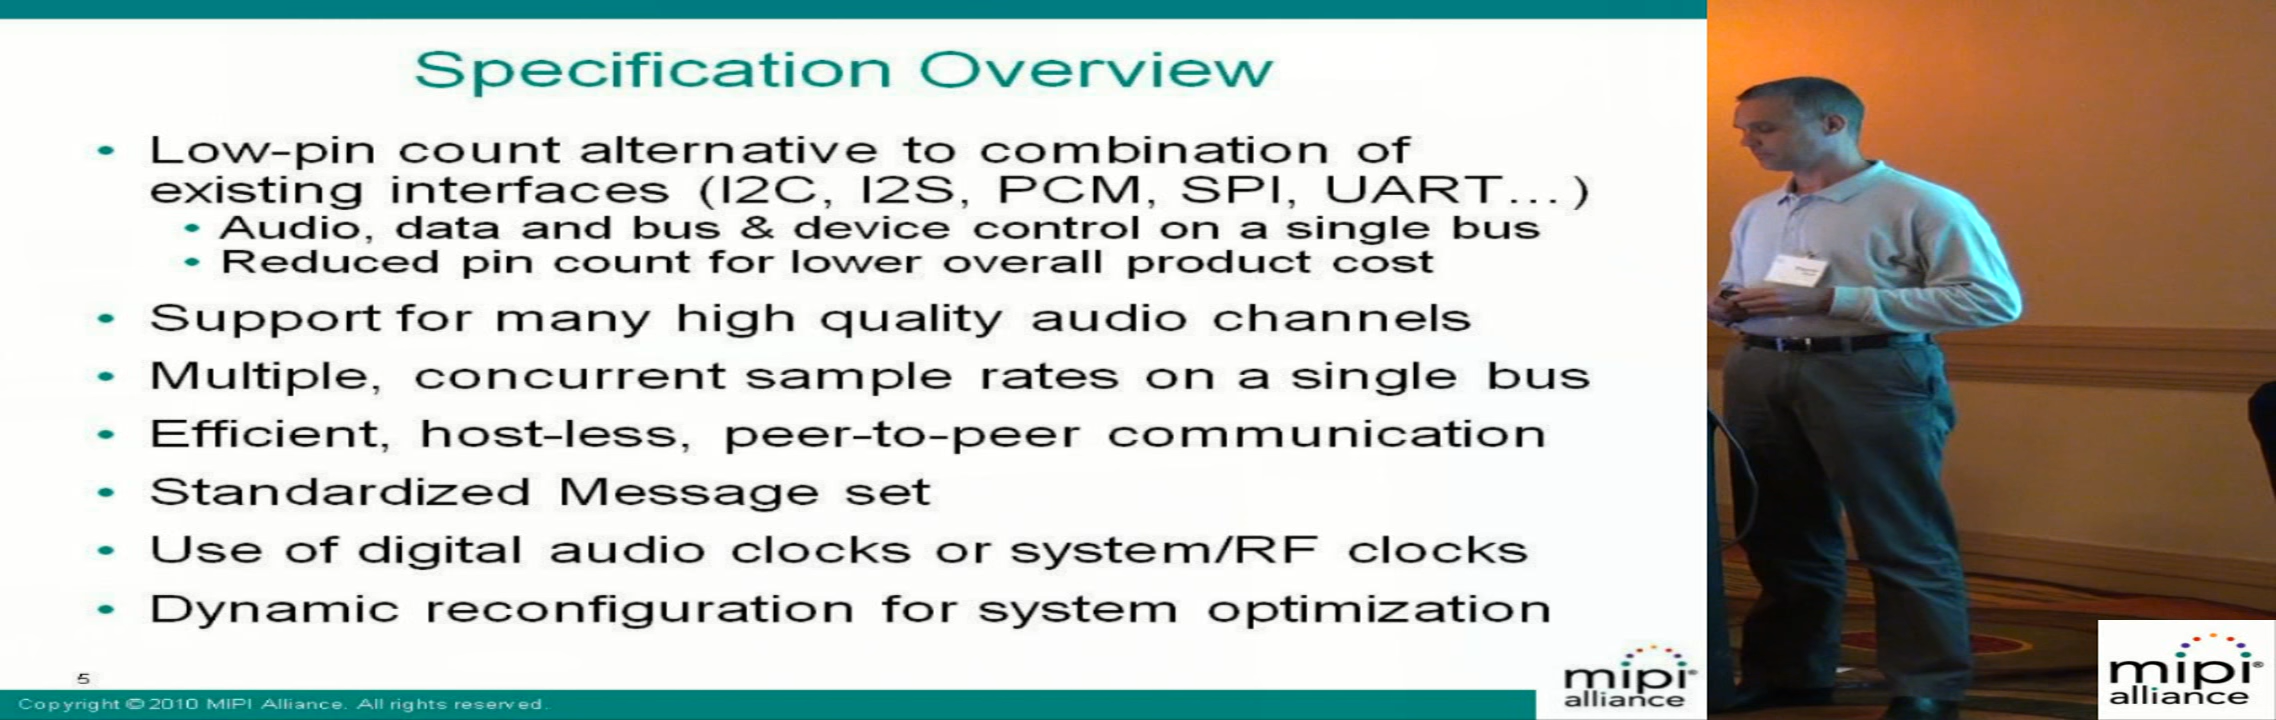 Specification Overview
• Low-pin count alternative to combination of
existing interfaces (I2C, I2S, PCM, SPI, UART...)
• Audio, data and bus & device control on a single bus
• Reduced pin count for lower overall product cost
• Support for many high quality audio channels
• Multiple, concurrent sample rates on a single bus
• Efficient, host-less, peer-to-peer communication
• Standardized Message set
• Use of digital audio clocks or system/RF clocks
• Dynamic reconfiguration for system optimization
5
Copyright © 2010 MIPI Alliance. All rights reserved.
mipi®
alliance
mipi®
alliance